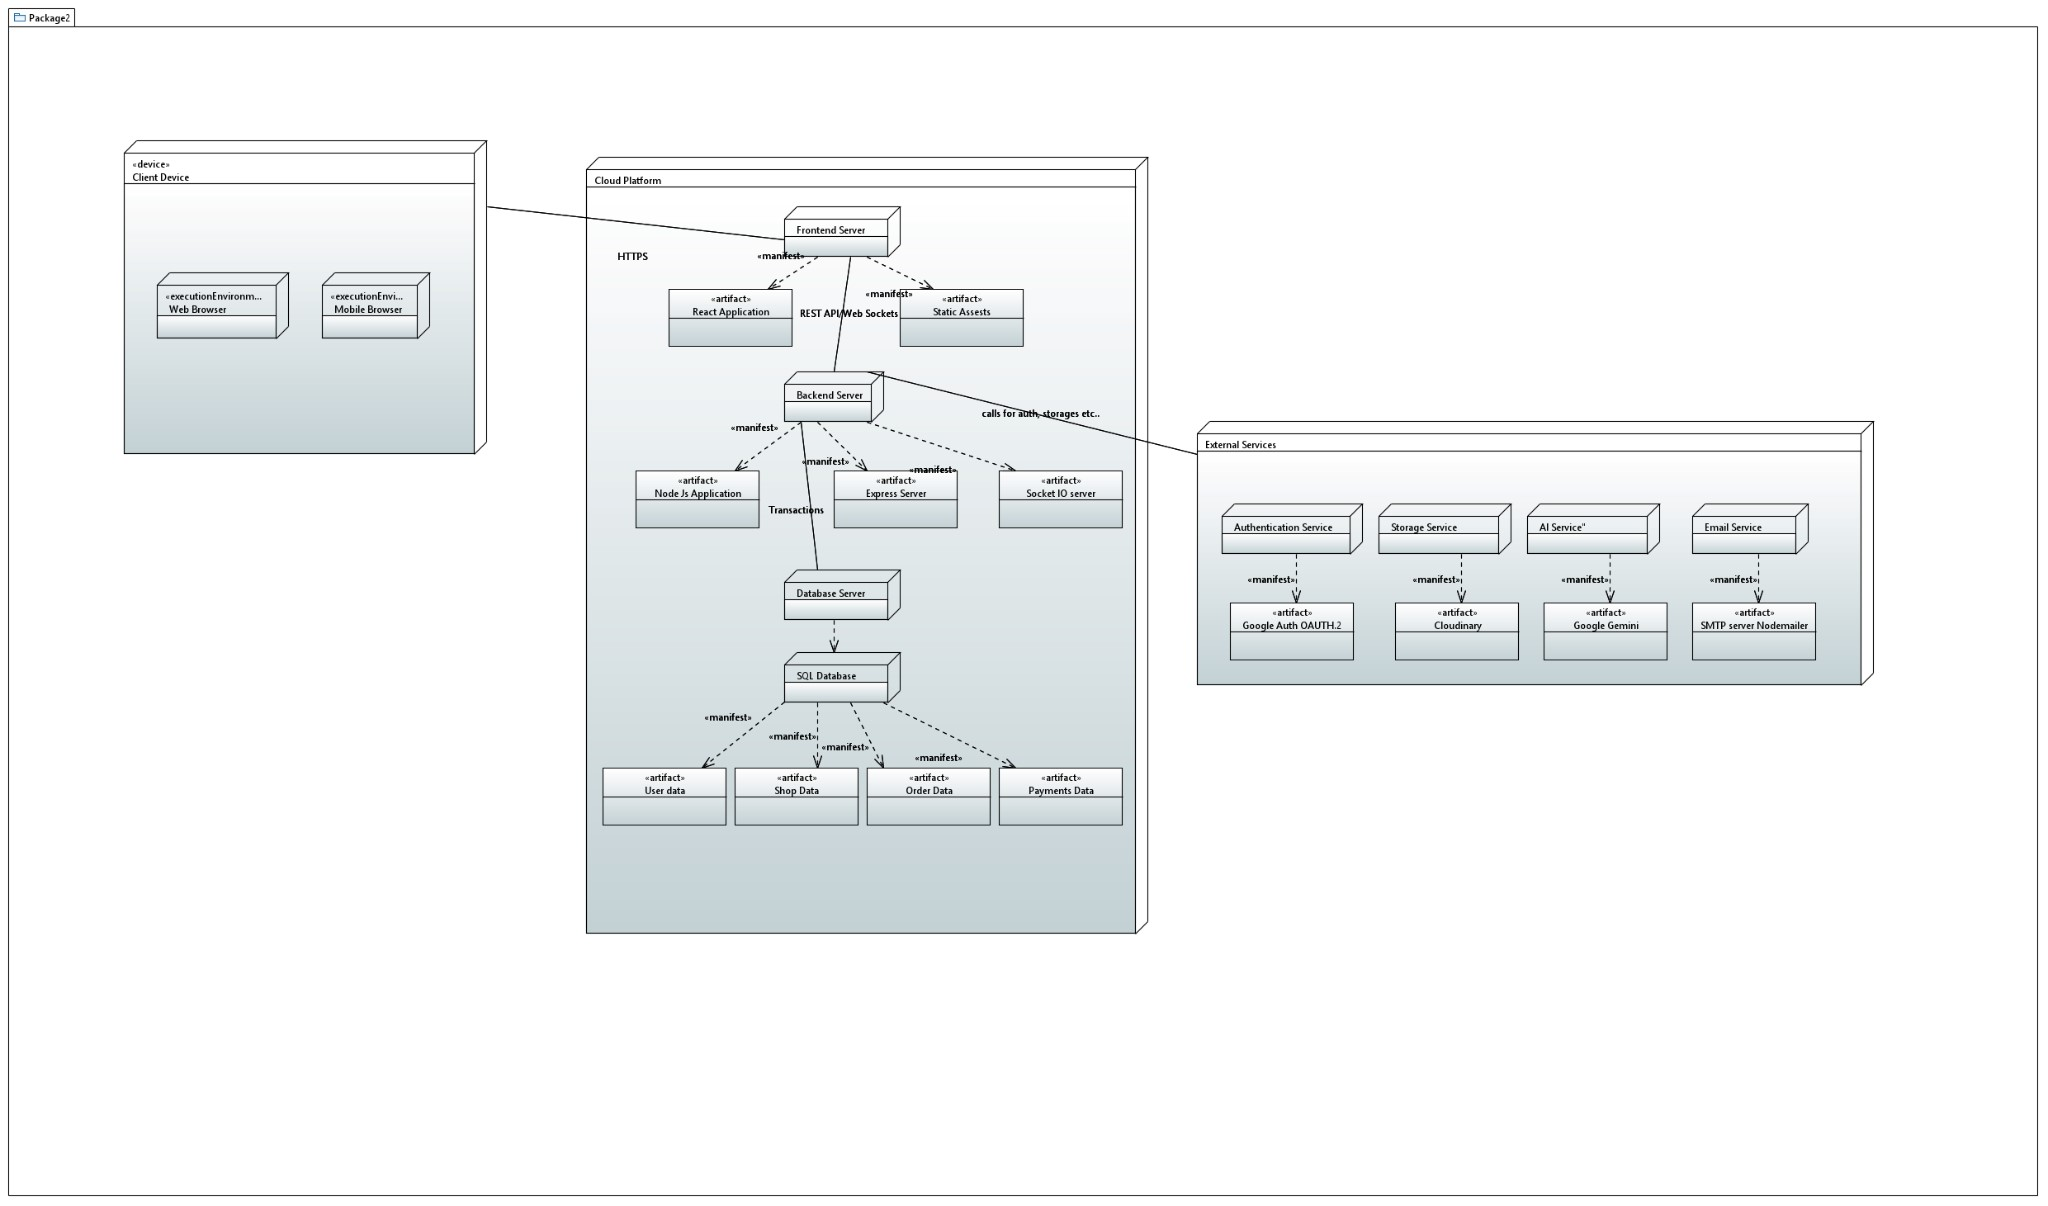 Package2
«device»
Client Device
«executionEnvironm...
Web Browser
«executionEnvi...
Mobile Browser
Cloud Platform
Frontend Server
HTTPS
«manifest»
«manifest»
«artifact»
React Application
«artifact»
Static Assests
REST API/Web Sockets
Backend Server
calls for auth, storages etc..
«manifest»
«manifest»
«manifest»
«artifact»
Node Js Application
«artifact»
Express Server
«artifact»
Socket IO server
Transactions
Database Server
SQL Database
«manifest»
«manifest»
«manifest»
«manifest»
«artifact»
User data
«artifact»
Shop Data
«artifact»
Order Data
«artifact»
Payments Data
External Services
Authentication Service
Storage Service
AI Service"
Email Service
«manifest»
«manifest»
«manifest»
«manifest»
«artifact»
Google Auth OAUTH.2
«artifact»
Cloudinary
«artifact»
Google Gemini
«artifact»
SMTP server Nodemailer